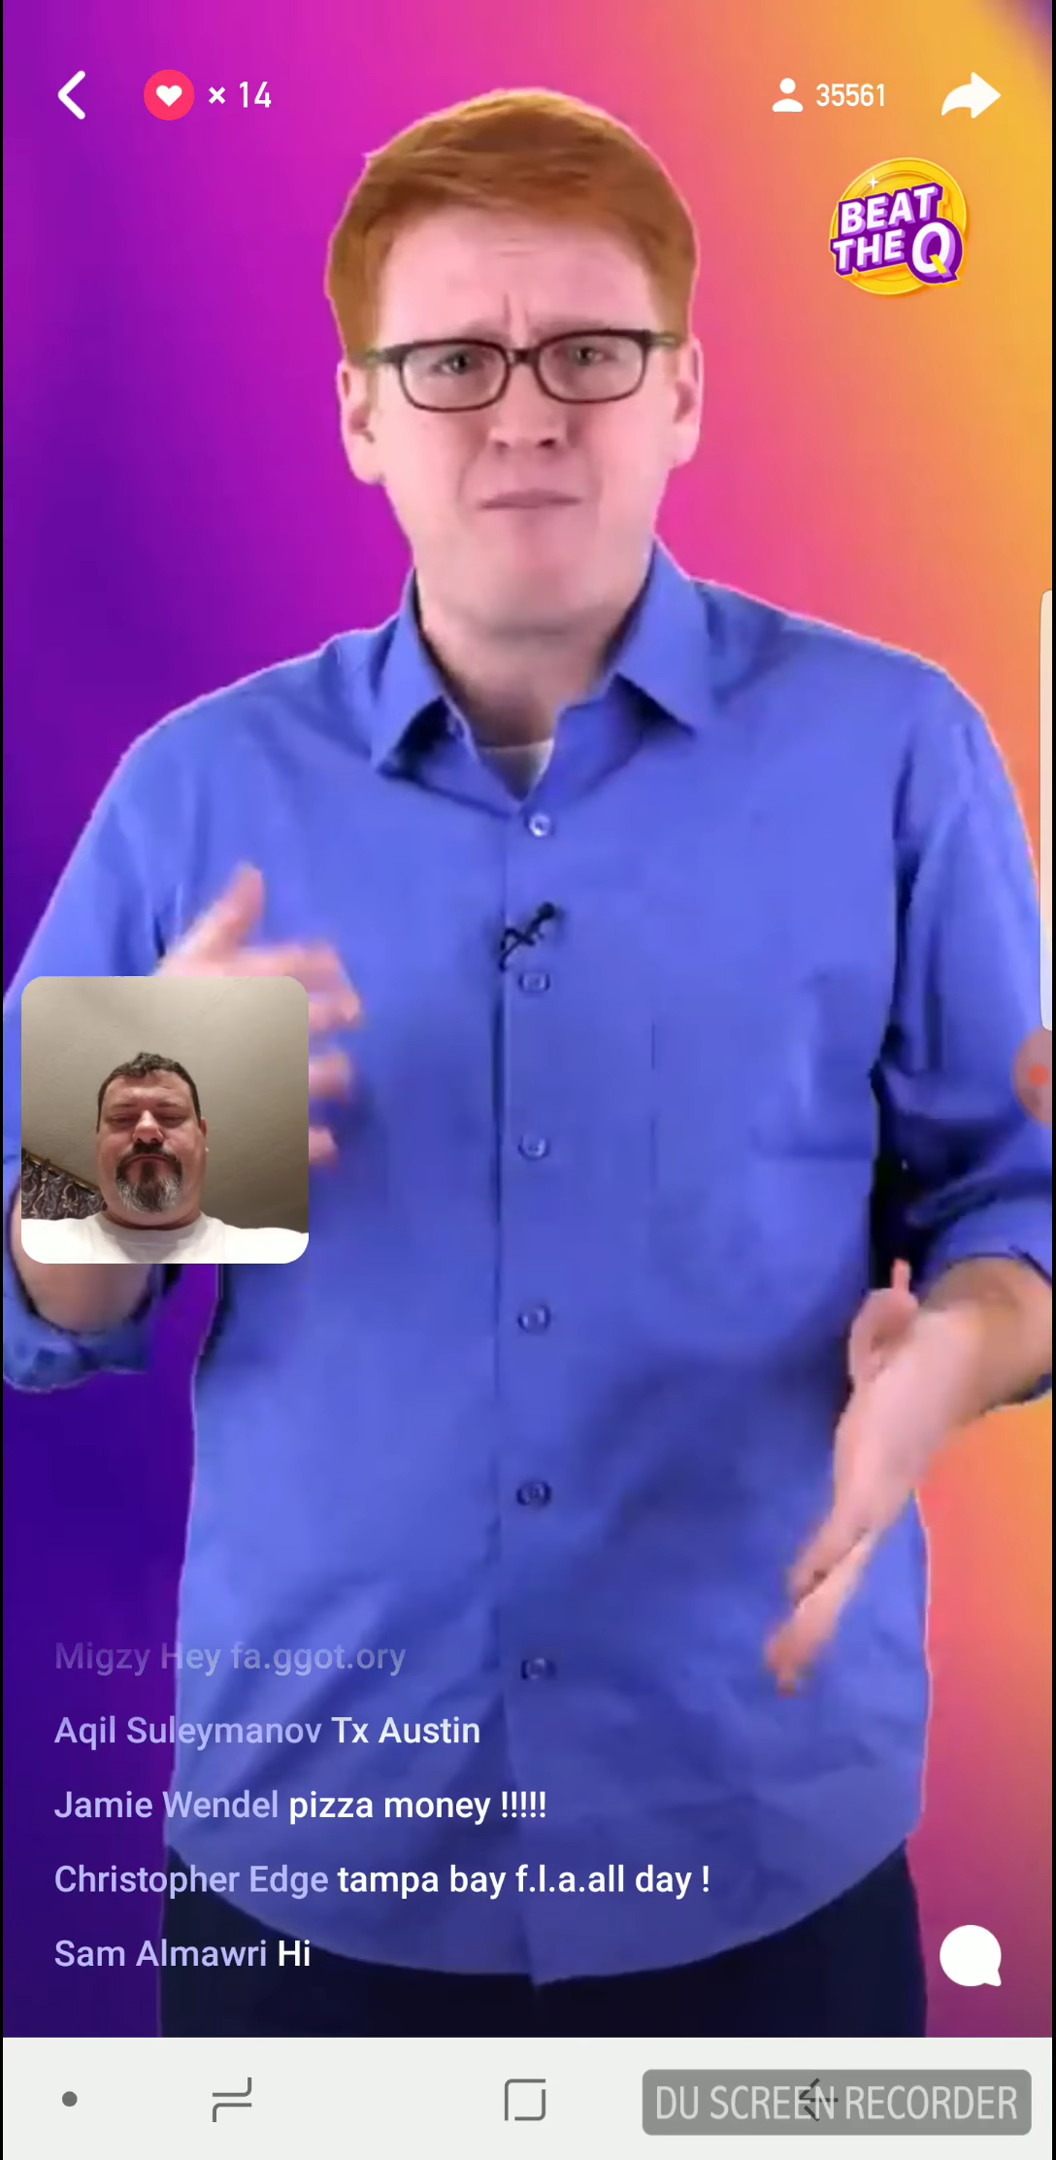 × 14
35561
BEAT
THE Q
Migzy Hey fa.ggot.ory
Aqil Suleymanov Tx Austin
Jamie Wendel pizza money !!!!!
Christopher Edge tampa bay f.l.a.all day !
Sam Almawri Hi
DU SCREEN RECORDER